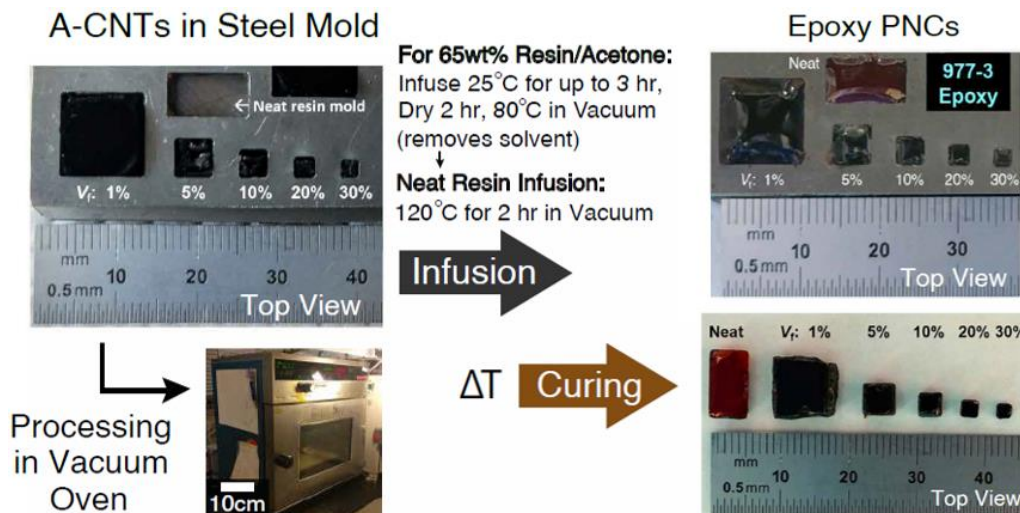 A-CNTs in Steel Mold
Neat resin mold
Vf: 1% 5% 10% 20% 30%
mm 10 20 30 40
0.5 mm
Top View
Processing
in Vacuum
Oven
10cm
For 65wt% Resin/Acetone:
Infuse 25°C for up to 3 hr,
Dry 2 hr, 80°C in Vacuum
(removes solvent)
Neat Resin Infusion:
120°C for 2 hr in Vacuum
Infusion
ΔT Curing
Epoxy PNCs
Neat
977-3
Epoxy
Vf: 1% 5% 10% 20% 30%
mm 10 20 30
0.5 mm
Top View
Neat Vf: 1% 5% 10% 20% 30%
mm 10 20 30 40
0.5 mm
Top View